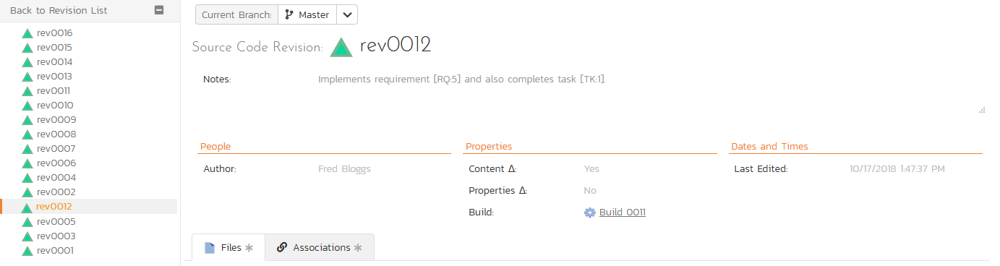 Back to Revision List
rev0016
rev0015
rev0014
rev0013
rev0011
rev0010
rev0009
rev0008
rev0007
rev0006
rev0004
rev0002
rev0012
rev0005
rev0003
rev0001
Current Branch: Master
Source Code Revision: rev0012
Notes: Implements requirement [RQ:5] and also completes task [TK:1].
People
Author: Fred Bloggs
Properties
Content Δ: Yes
Properties Δ: No
Build: Build 0011
Dates and Times
Last Edited: 10/17/2018 1:47:37 PM
Files
Associations